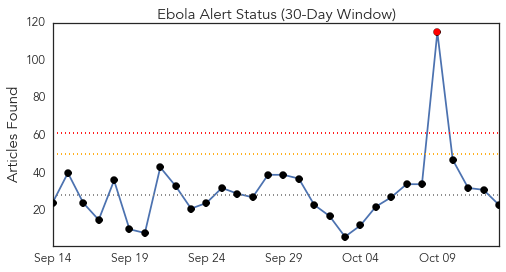 Ebola Alert Status (30-Day Window)
Articles Found
120
100
80
60
40
20
Sep 14 Sep 19 Sep 24 Sep 29 Oct 04 Oct 09